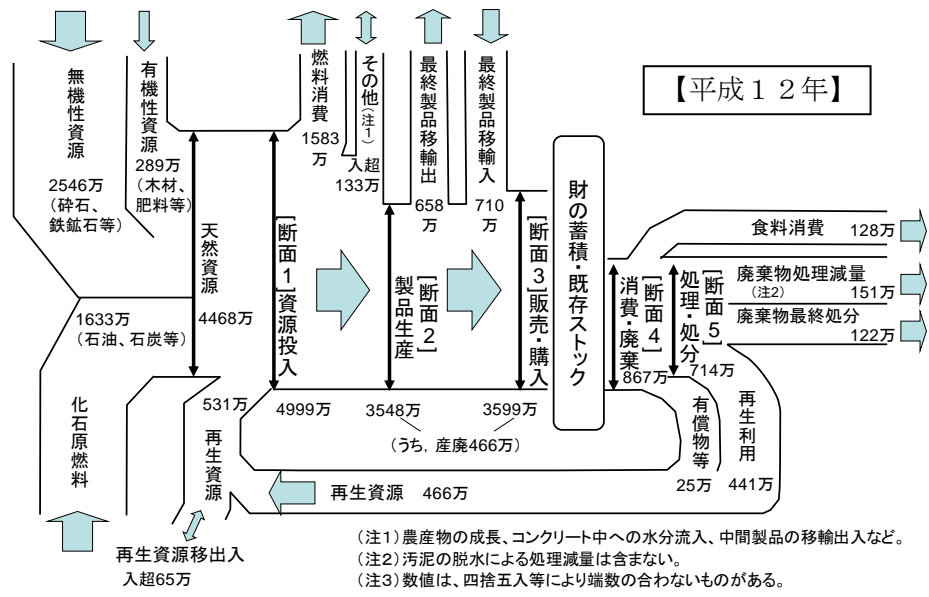 【平成１２年】
無機性資源
2546万
（砕石、
鉄鉱石等）
有機性資源
289万
（木材、
肥料等）
天然資源
4468万
1633万
（石油、石炭等）
化石原燃料
燃料消費
1583
万
その他（注１）
入超
133万
最終製品移輸出
658
万
最終製品移輸入
710
万
［断面１］資源投入
4999万
［断面２］
製品生産
3548万
［断面３］販売・購入
3599万
（うち，産廃466万）
財の蓄積・既存ストック
［断面４］
消費・廃棄
867万
［断面５］
処理・処分
714万
食料消費 128万
廃棄物処理減量
（注2） 151万
廃棄物最終処分
122万
有償物等
25万
再生利用
441万
531万
再生資源
再生資源 466万
再生資源移出入
入超65万
（注１）農産物の成長、コンクリート中への水分流入、中間製品の移輸出入など。
（注２）汚泥の脱水による処理減量は含まない。
（注３）数値は、四捨五入等により端数の合わないものがある。